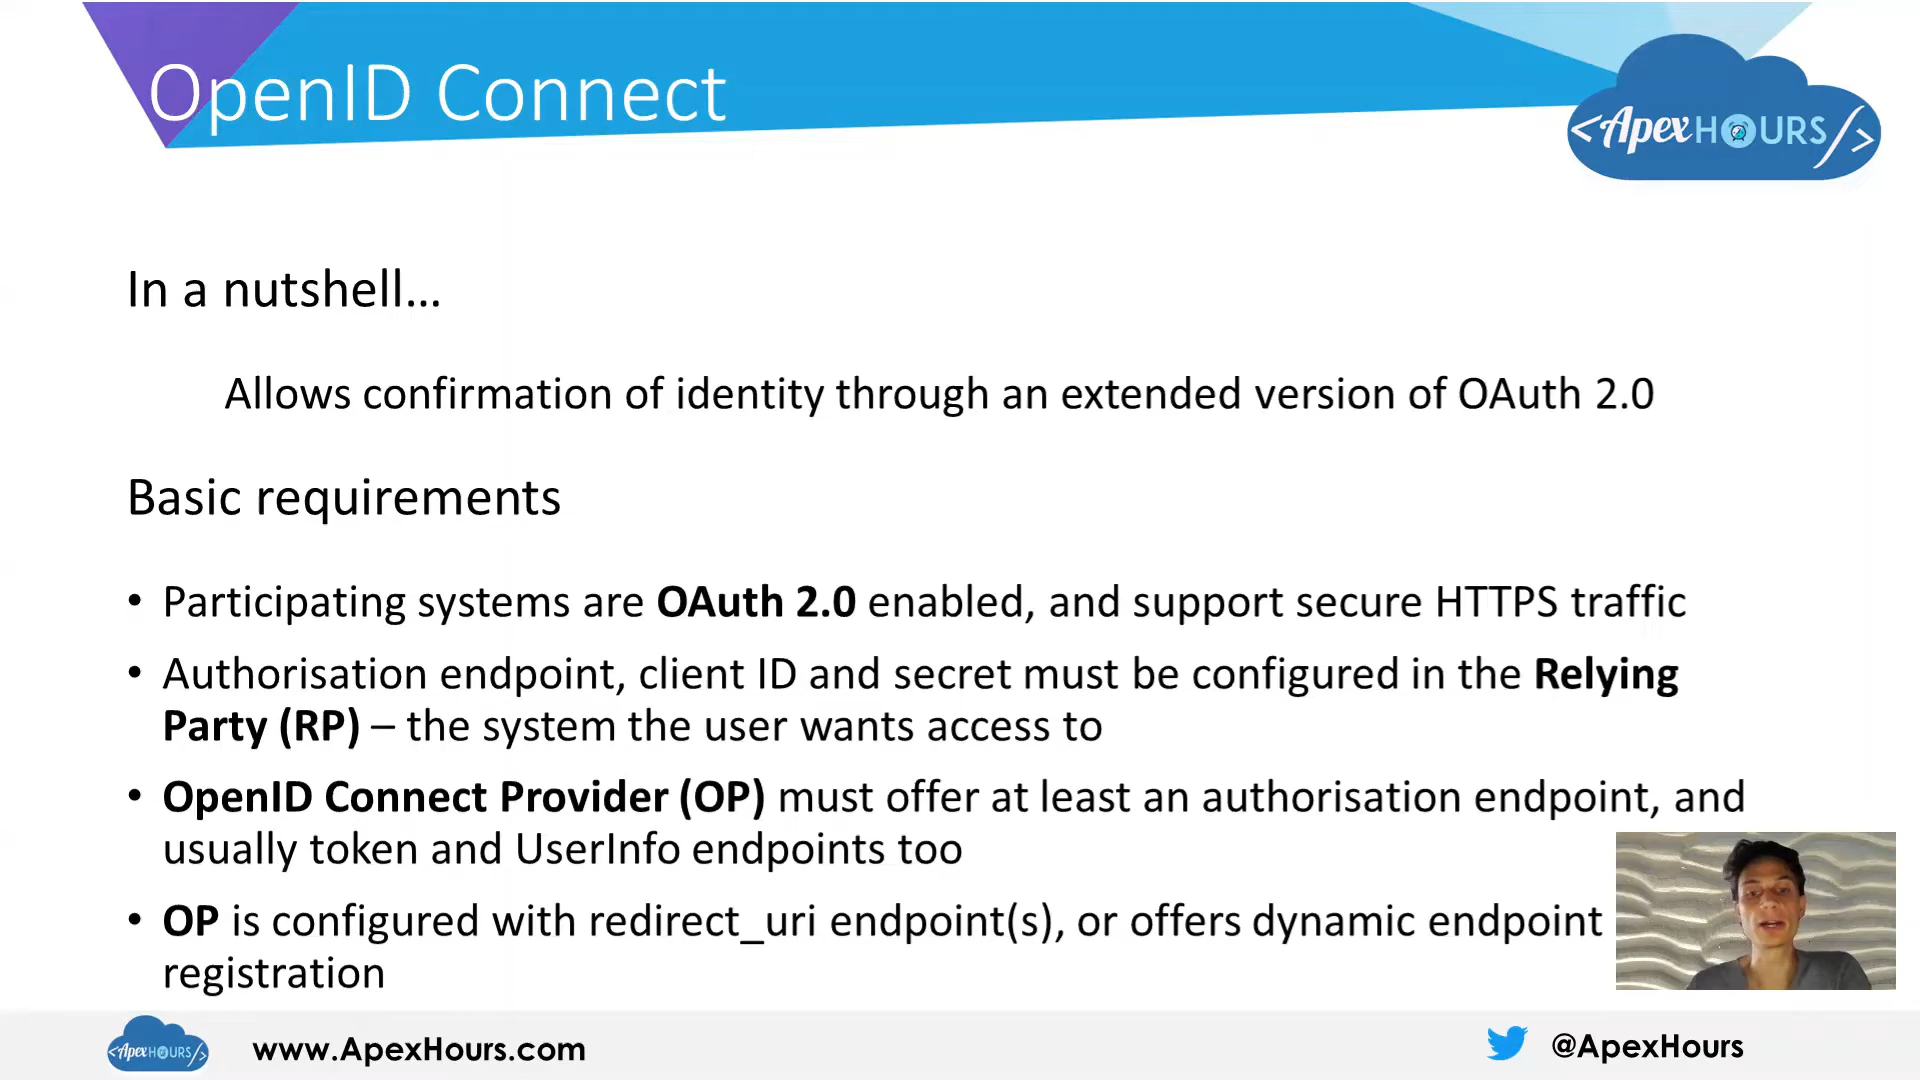 OpenID Connect
<ApexHOURS/>
In a nutshell...
Allows confirmation of identity through an extended version of OAuth 2.0
Basic requirements
• Participating systems are OAuth 2.0 enabled, and support secure HTTPS traffic
• Authorisation endpoint, client ID and secret must be configured in the Relying
Party (RP) – the system the user wants access to
• OpenID Connect Provider (OP) must offer at least an authorisation endpoint, and
usually token and UserInfo endpoints too
• OP is configured with redirect_uri endpoint(s), or offers dynamic endpoint
registration
<ApexHOURS/>
www.ApexHours.com
@ApexHours